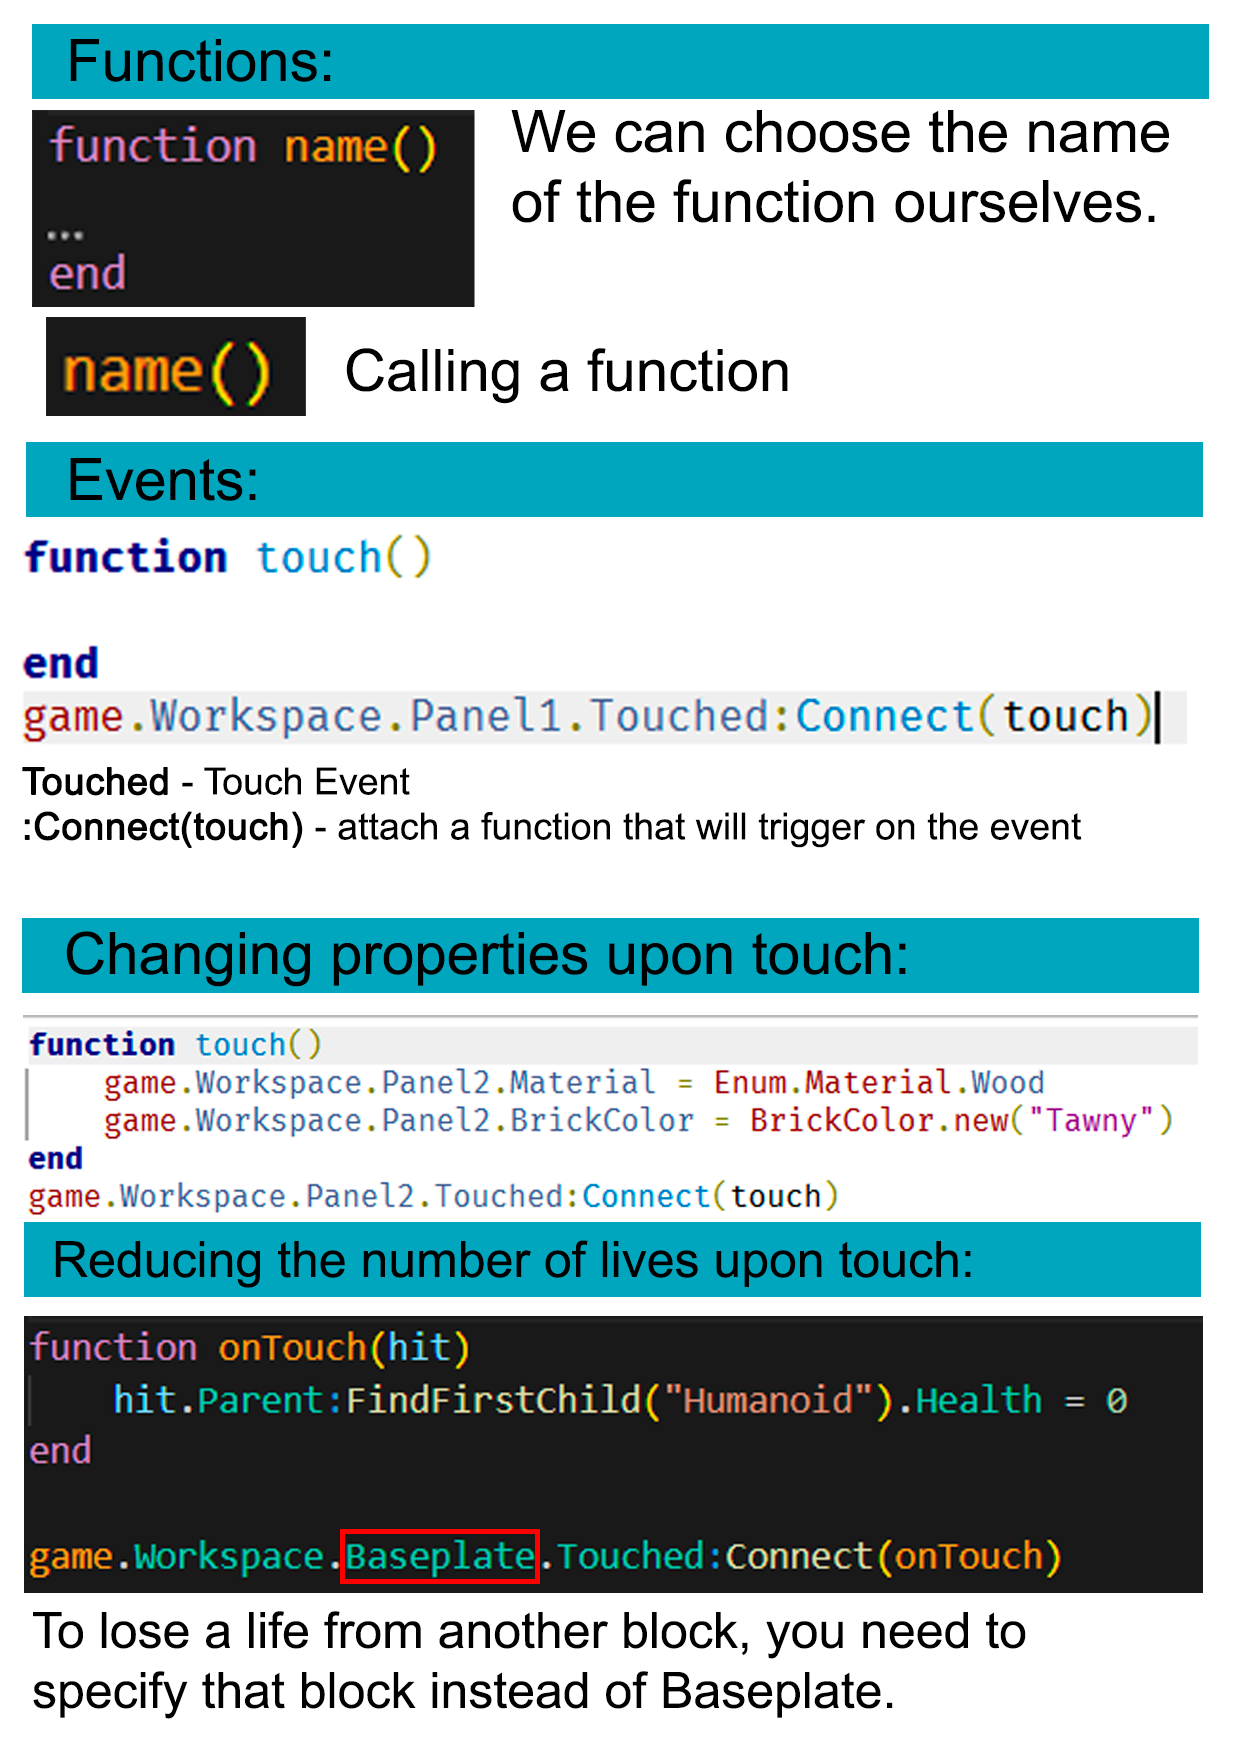 Functions:
function name()
We can choose the name
of the function ourselves.
...
end
name()
Calling a function
Events:
function touch()
end
game.Workspace.Panel1.Touched:Connect(touch)
Touched - Touch Event
:Connect(touch) - attach a function that will trigger on the event
Changing properties upon touch:
function touch()
game.Workspace.Panel2.Material = Enum.Material.Wood
game.Workspace.Panel2.BrickColor = BrickColor.new("Tawny")
end
game.Workspace.Panel2.Touched:Connect(touch)
Reducing the number of lives upon touch:
function onTouch(hit)
hit.Parent:FindFirstChild("Humanoid").Health = 0
end
game.Workspace.Baseplate.Touched:Connect(onTouch)
To lose a life from another block, you need to
specify that block instead of Baseplate.